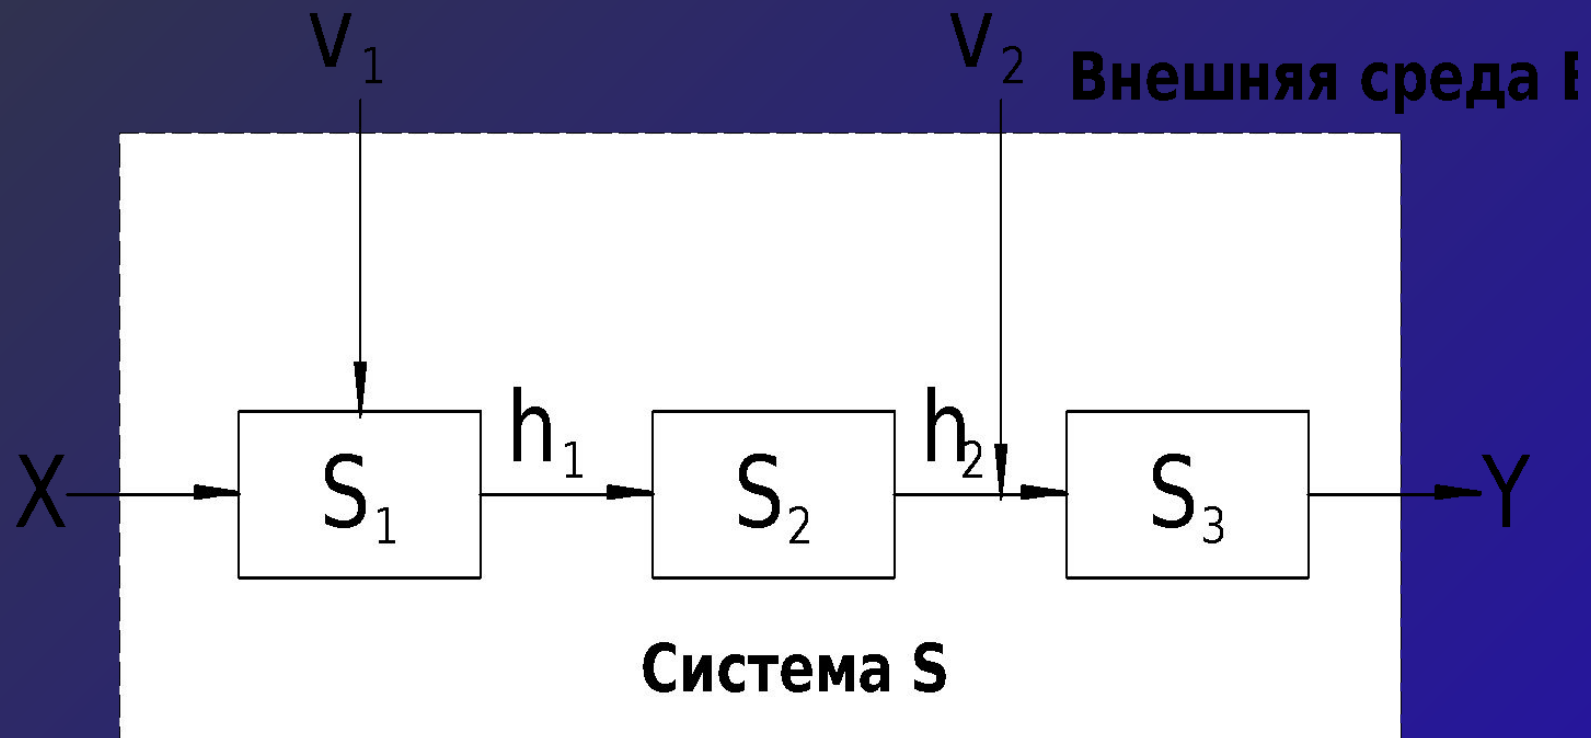 V₁ V₂
Внешняя среда E
h₁ h₂
X S₁ S₂ S₃ Y
Система S